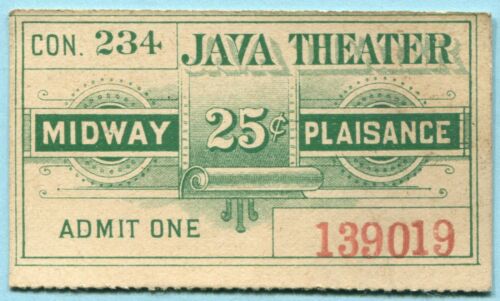 CON. 234 JAVA THEATER
MIDWAY 25¢ PLAISANCE
ADMIT ONE 139019